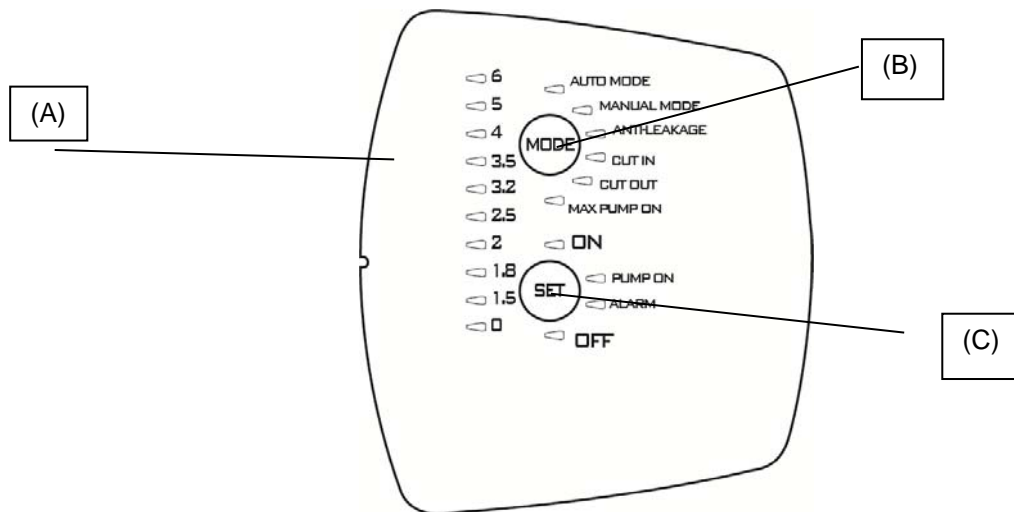 (A)
(B)
(C)
6
5
4
3.5
3.2
2.5
2
1.8
1.5
0
AUTO MODE
MANUAL MODE
ANTI-LEAKAGE
MODE
CUT IN
CUT OUT
MAX PUMP ON
ON
PUMP ON
SET
ALARM
OFF